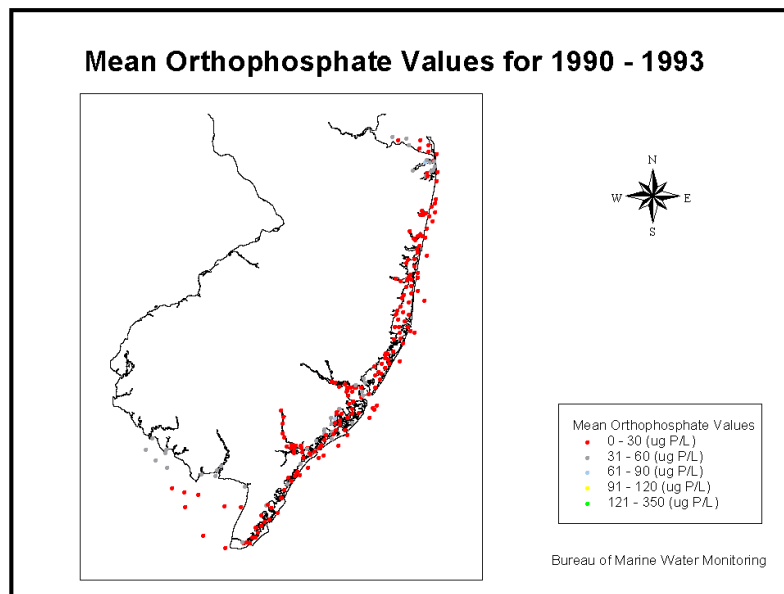 Mean Orthophosphate Values for 1990 - 1993
N
W E
S
Mean Orthophosphate Values
0 - 30 (ug P/L)
31 - 60 (ug P/L)
61 - 90 (ug P/L)
91 - 120 (ug P/L)
121 - 350 (ug P/L)
Bureau of Marine Water Monitoring